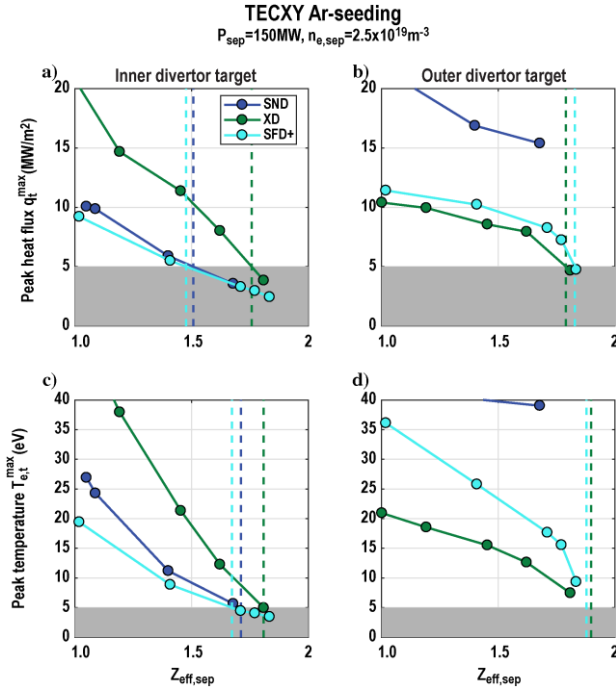 TECXY Ar-seeding
P_sep=150MW, n_e,sep=2.5x10^19m^-3
a)
Inner divertor target
b)
Outer divertor target
Peak heat flux q_t^max(MW/m²)
20
15
10
5
0
SND
XD
SFD+
1.0
1.5
2
20
15
10
5
0
1.0
1.5
2
c)
d)
Peak temperature T_e,t^max(eV)
40
35
30
25
20
15
10
5
0
1.0
1.5
2
Z_eff,sep
40
35
30
25
20
15
10
5
0
1.0
1.5
2
Z_eff,sep